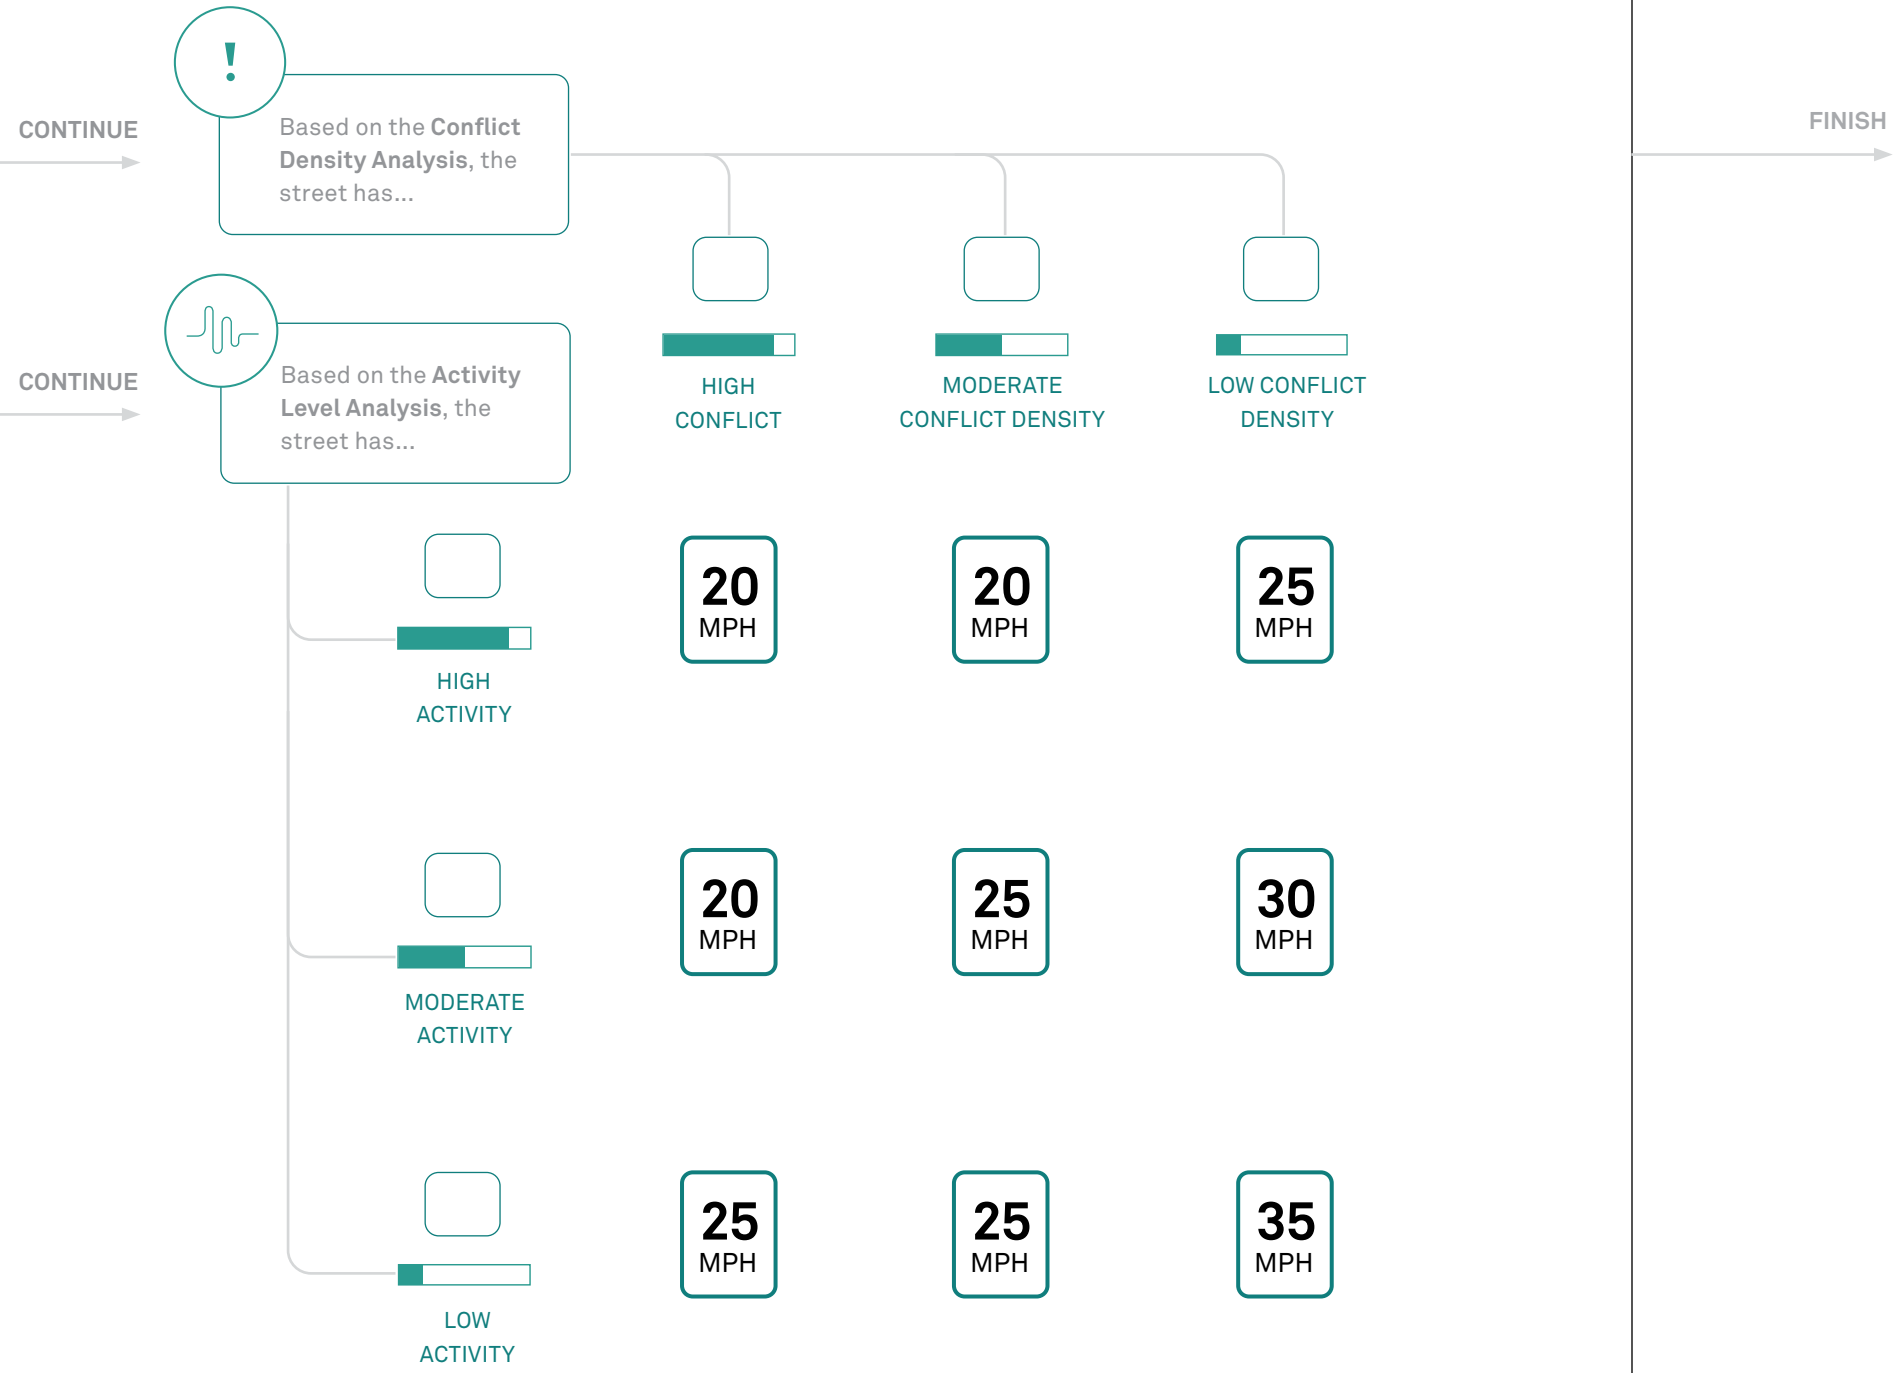 !
CONTINUE
Based on the Conflict
Density Analysis, the
street has...
FINISH
CONTINUE
Based on the Activity
Level Analysis, the
street has...
HIGH
CONFLICT
MODERATE
CONFLICT DENSITY
LOW CONFLICT
DENSITY
HIGH
ACTIVITY
20
MPH
20
MPH
25
MPH
MODERATE
ACTIVITY
20
MPH
25
MPH
30
MPH
LOW
ACTIVITY
25
MPH
25
MPH
35
MPH